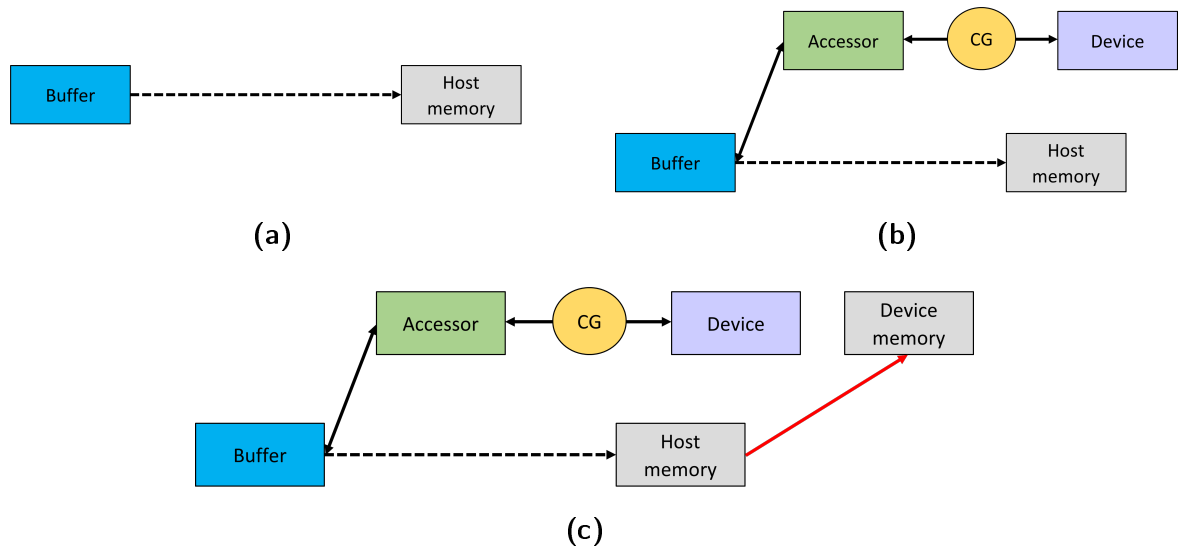 Buffer
Host
memory
(a)
Accessor
CG
Device
Buffer
Host
memory
(b)
Accessor
CG
Device
Device
memory
Buffer
Host
memory
(c)